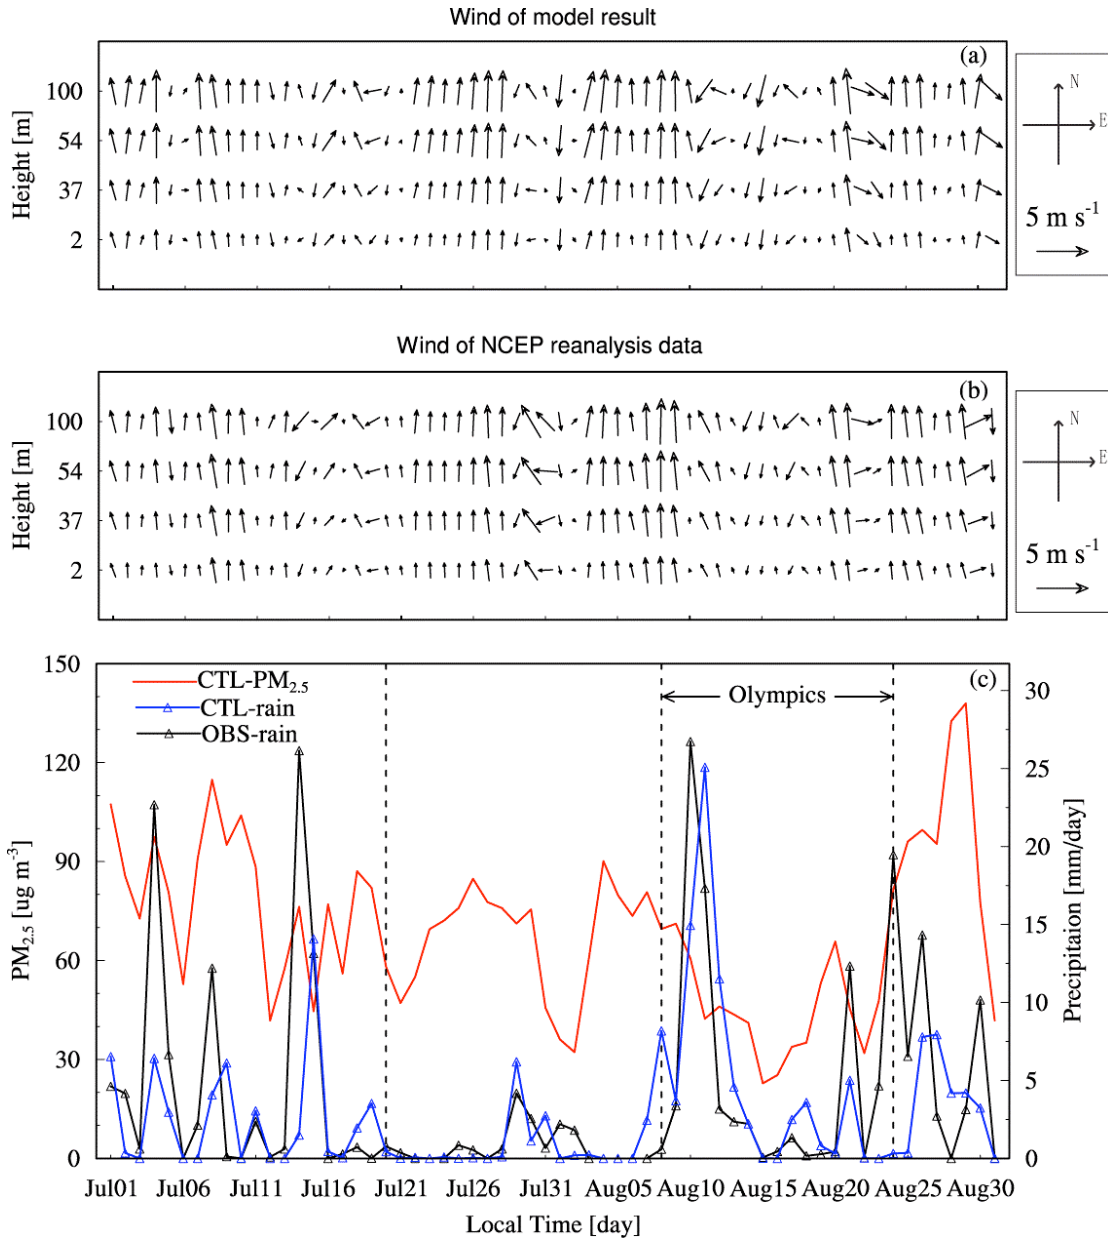 Wind of model result
(a)
Height [m]
100
54
37
2
N
E
5 m s⁻¹
Wind of NCEP reanalysis data
(b)
Height [m]
100
54
37
2
N
E
5 m s⁻¹
(c)
CTL-PM₂.₅
CTL-rain
OBS-rain
Olympics
PM₂.₅ [ug m⁻³]
150
120
90
60
30
0
Precipitaion [mm/day]
30
25
20
15
10
5
0
Jul01 Jul06 Jul11 Jul16 Jul21 Jul26 Jul31 Aug05 Aug10 Aug15 Aug20 Aug25 Aug30
Local Time [day]